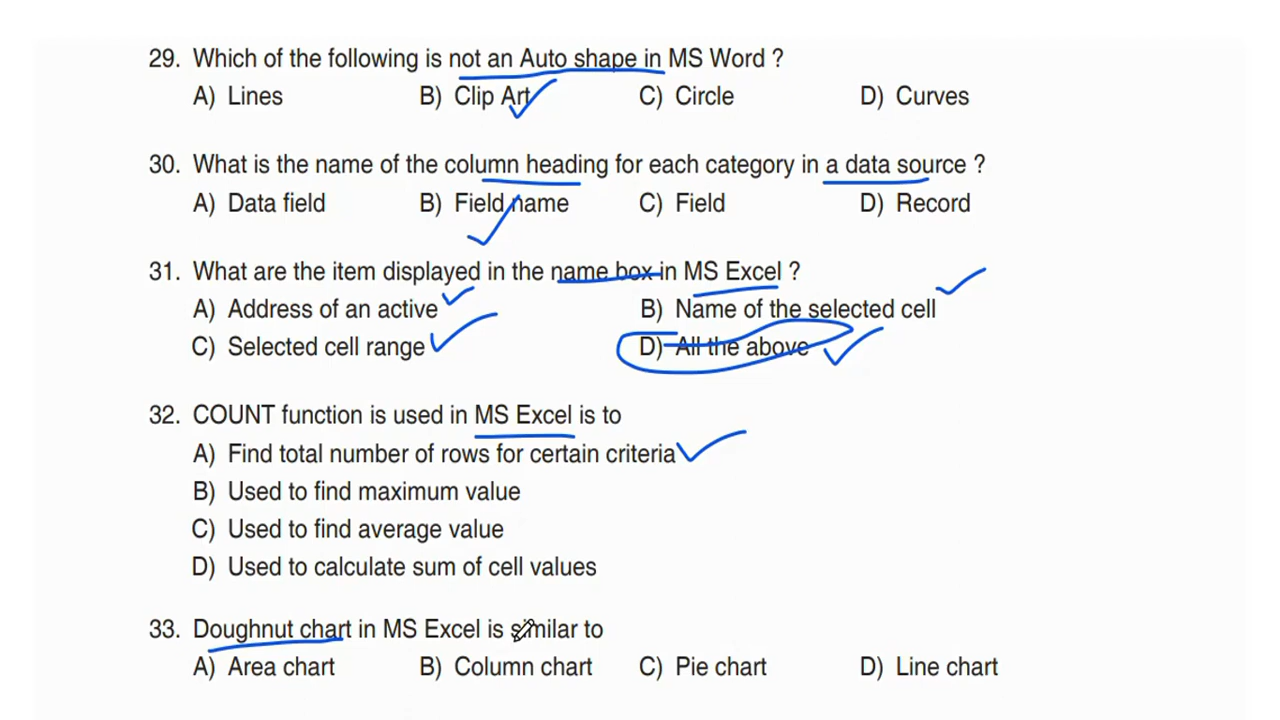 29. Which of the following is not an Auto shape in MS Word ?
A) Lines B) Clip Art C) Circle D) Curves
30. What is the name of the column heading for each category in a data source ?
A) Data field B) Field name C) Field D) Record
31. What are the item displayed in the name box in MS Excel ?
A) Address of an active B) Name of the selected cell
C) Selected cell range D) All the above
32. COUNT function is used in MS Excel is to
A) Find total number of rows for certain criteria
B) Used to find maximum value
C) Used to find average value
D) Used to calculate sum of cell values
33. Doughnut chart in MS Excel is similar to
A) Area chart B) Column chart C) Pie chart D) Line chart